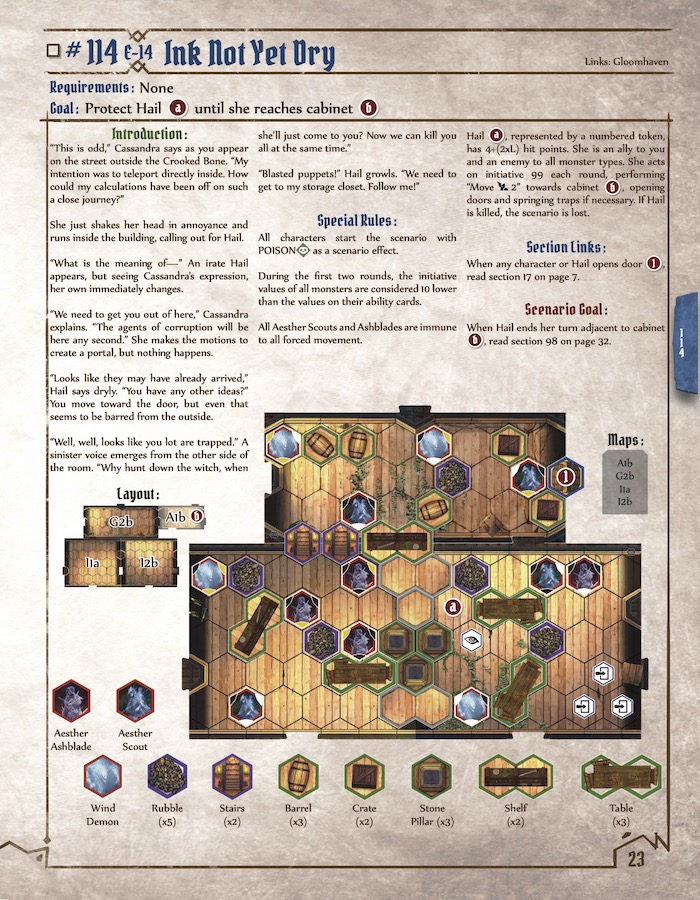 # 114 E-14 Ink Not Yet Dry
Links: Gloomhaven
Requirements: None
Goal: Protect Hail a until she reaches cabinet b
Introduction:
“This is odd,” Cassandra says as you appear
on the street outside the Crooked Bone. “My
intention was to teleport directly inside. How
could my calculations have been off on such
a close journey?”
She just shakes her head in annoyance and
runs inside the building, calling out for Hail.
“What is the meaning of—” An irate Hail
appears, but seeing Cassandra’s expression,
her own immediately changes.
“We need to get you out of here,” Cassandra
explains. “The agents of corruption will be
here any second.” She makes the motions to
create a portal, but nothing happens.
“Looks like they may have already arrived,”
Hail says dryly. “You have any other ideas?”
You move toward the door, but even that
seems to be barred from the outside.
“Well, well, looks like you lot are trapped.” A
sinister voice emerges from the other side of
the room. “Why hunt down the witch, when
she’ll just come to you? Now we can kill you
all at the same time.”
“Blasted puppets!” Hail growls. “We need to
get to my storage closet. Follow me!”
Special Rules:
All characters start the scenario with
POISON as a scenario effect.
During the first two rounds, the initiative
values of all monsters are considered 10 lower
than the values on their ability cards.
All Aesther Scouts and Ashblades are immune
to all forced movement.
Hail a, represented by a numbered token,
has 4+(2xL) hit points. She is an ally to you
and an enemy to all monster types. She acts
on initiative 99 each round, performing
“Move 2” towards cabinet b, opening
doors and springing traps if necessary. If Hail
is killed, the scenario is lost.
Section Links:
When any character or Hail opens door 1,
read section 17 on page 7.
Scenario Goal:
When Hail ends her turn adjacent to cabinet
b, read section 98 on page 32.
114
Maps:
A1b
G2b
I1a
I2b
Layout:
G2b
A1b b
I1a
I2b
1
a
Aesther
Ashblade
Aesther
Scout
Wind
Demon
Rubble
(x5)
Stairs
(x2)
Barrel
(x3)
Crate
(x2)
Stone
Pillar (x3)
Shelf
(x2)
Table
(x3)
23